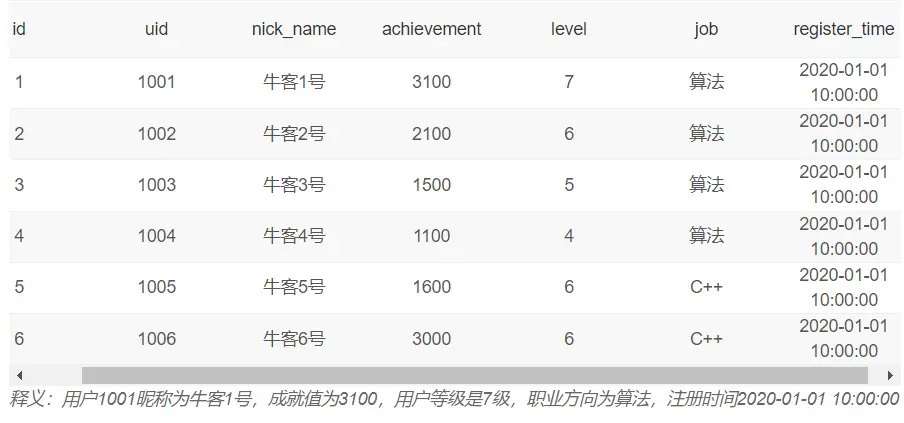 id uid nick_name achievement level job register_time
1 1001 牛客1号 3100 7 算法 2020-01-01 10:00:00
2 1002 牛客2号 2100 6 算法 2020-01-01 10:00:00
3 1003 牛客3号 1500 5 算法 2020-01-01 10:00:00
4 1004 牛客4号 1100 4 算法 2020-01-01 10:00:00
5 1005 牛客5号 1600 6 C++ 2020-01-01 10:00:00
6 1006 牛客6号 3000 6 C++ 2020-01-01 10:00:00
释义：用户1001昵称为牛客1号，成就值为3100，用户等级是7级，职业方向为算法，注册时间2020-01-01 10:00:00